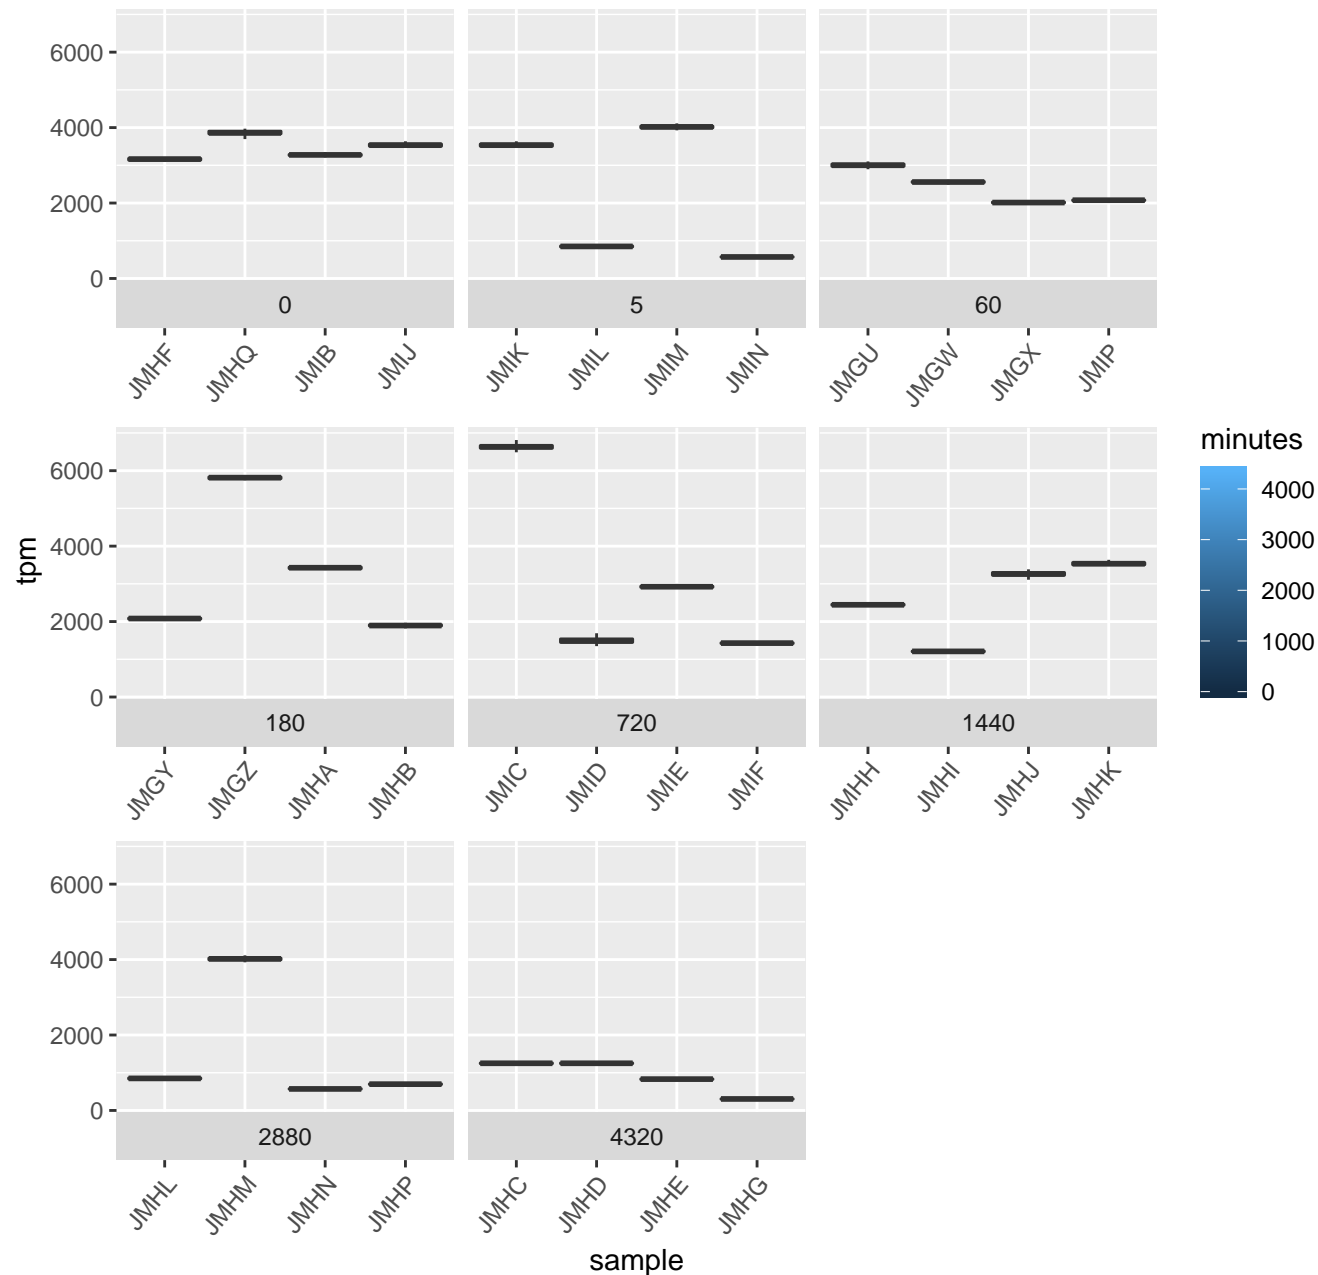 6000
4000
2000
0
0
5
60
JMHF
JMHQ
JMIB
JMIJ
JMIK
JMIL
JMIM
JMIN
JMGU
JMGW
JMGX
JMIP
tpm
6000
4000
2000
0
180
720
1440
JMGY
JMGZ
JMHA
JMHB
JMIC
JMID
JMIE
JMIF
JMHH
JMHI
JMHJ
JMHK
minutes
4000
3000
2000
1000
0
6000
4000
2000
0
2880
4320
JMHL
JMHM
JMHN
JMHP
JMHC
JMHD
JMHE
JMHG
sample